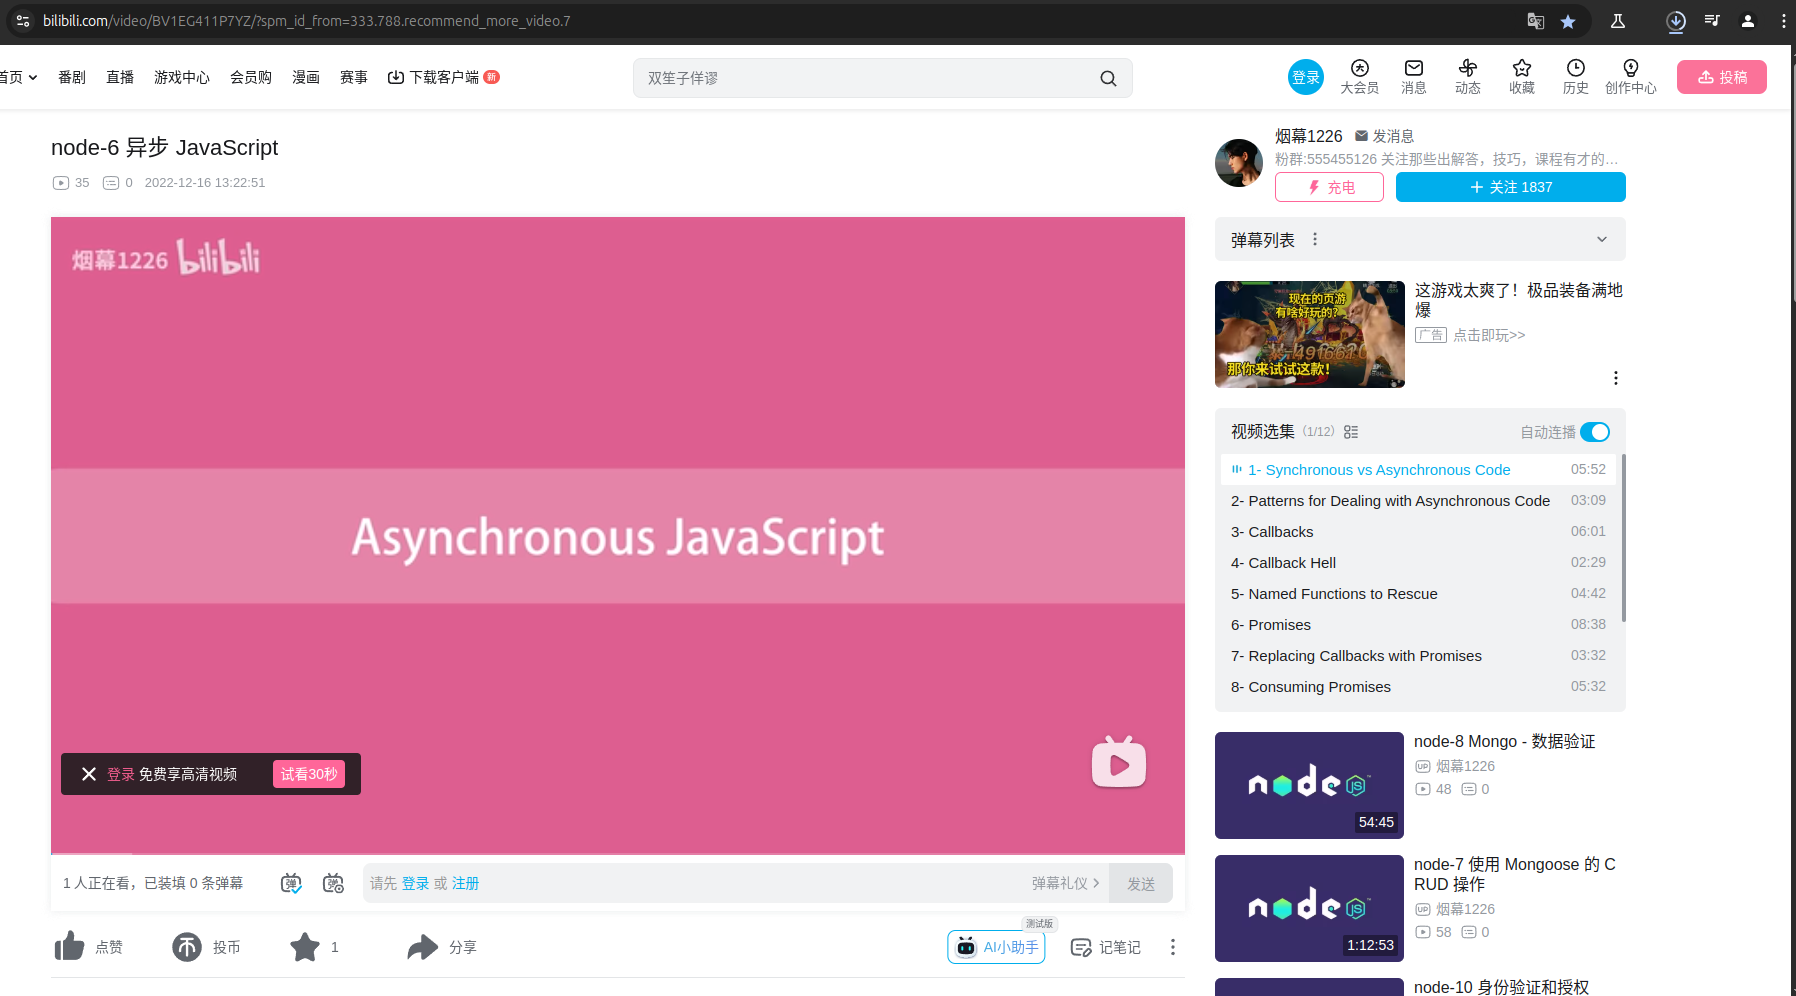 bilibili.com/video/BV1EG411P7YZ/?spm_id_from=333.788.recommend_more_video.7
首页
番剧
直播
游戏中心
会员购
漫画
赛事
下载客户端
新
双笙子佯谬
登录
大会员
消息
动态
收藏
历史
创作中心
投稿
node-6 异步 JavaScript
35
0
2022-12-16 13:22:51
烟幕1226 bilibili
Asynchronous JavaScript
登录 免费享高清视频
试看30秒
1 人正在看，已装填 0 条弹幕
请先 登录 或 注册
弹幕礼仪
发送
点赞
投币
1
分享
测试版
AI小助手
记笔记
烟幕1226
发消息
粉群:555455126 关注那些出解答，技巧，课程有才的…
充电
关注 1837
弹幕列表
现在的页游
有啥好玩的?
那你来试试这款!
这游戏太爽了！极品装备满地
爆
广告
点击即玩>>
视频选集
（1/12）
自动连播
1- Synchronous vs Asynchronous Code 05:52
2- Patterns for Dealing with Asynchronous Code 03:09
3- Callbacks 06:01
4- Callback Hell 02:29
5- Named Functions to Rescue 04:42
6- Promises 08:38
7- Replacing Callbacks with Promises 03:32
8- Consuming Promises 05:32
node JS
54:45
node-8 Mongo - 数据验证
UP 烟幕1226
48
0
node JS
1:12:53
node-7 使用 Mongoose 的 C
RUD 操作
UP 烟幕1226
58
0
node-10 身份验证和授权